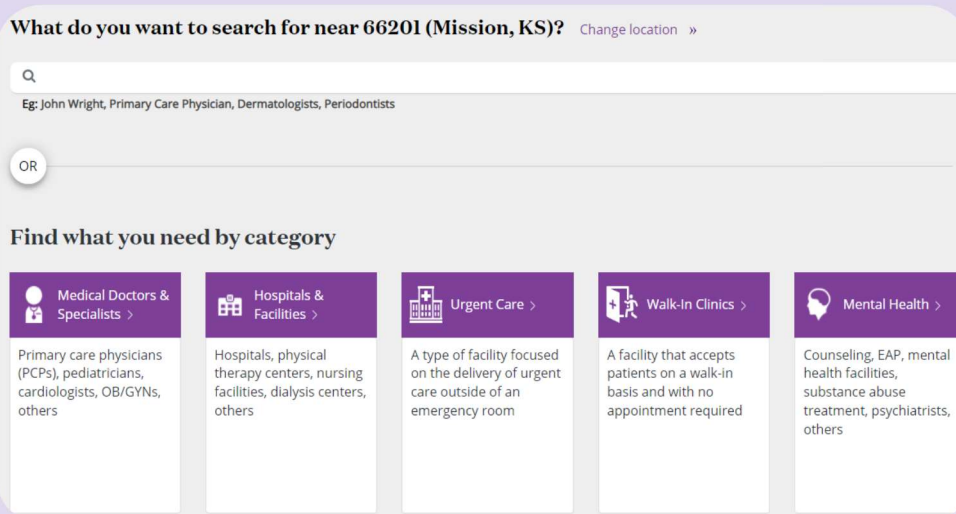 What do you want to search for near 66201 (Mission, KS)? Change location »
Eg: John Wright, Primary Care Physician, Dermatologists, Periodontists
OR
Find what you need by category
Medical Doctors &
Specialists >
Primary care physicians
(PCPs), pediatricians,
cardiologists, OB/GYNs,
others
Hospitals &
Facilities >
Hospitals, physical
therapy centers, nursing
facilities, dialysis centers,
others
Urgent Care >
A type of facility focused
on the delivery of urgent
care outside of an
emergency room
Walk-In Clinics >
A facility that accepts
patients on a walk-in
basis and with no
appointment required
Mental Health >
Counseling, EAP, mental
health facilities,
substance abuse
treatment, psychiatrists,
others